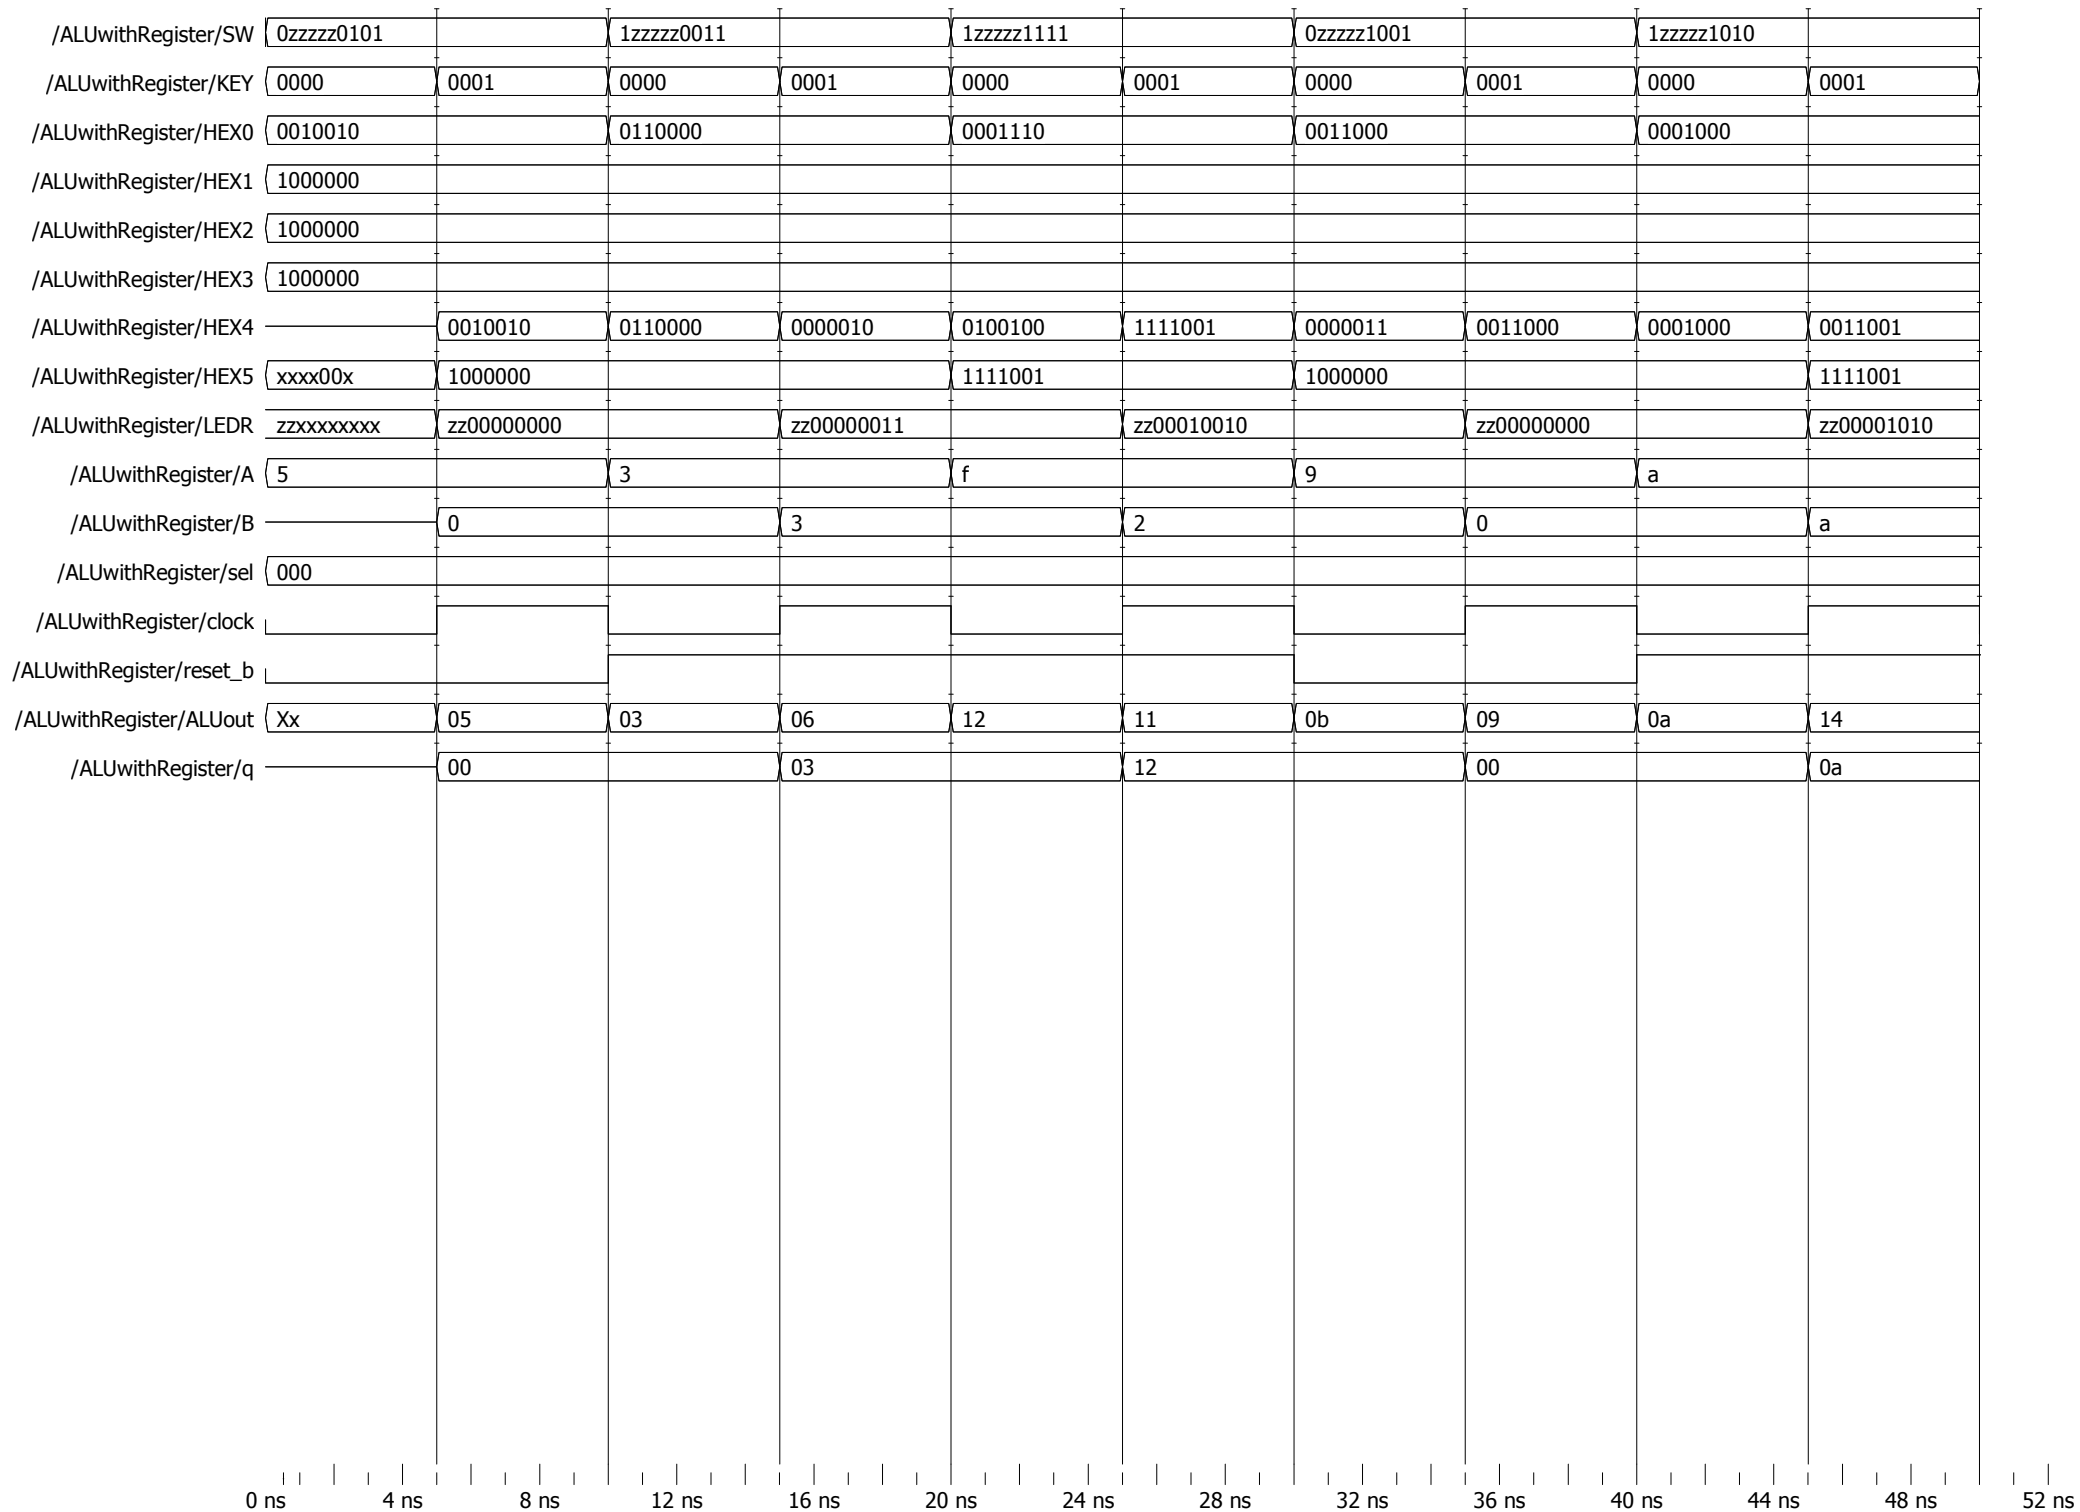 /ALUwithRegister/SW 0zzzzz0101 1zzzzz0011 1zzzzz1111 0zzzzz1001 1zzzzz1010
/ALUwithRegister/KEY 0000 0001 0000 0001 0000 0001 0000 0001 0000 0001
/ALUwithRegister/HEX0 0010010 0110000 0001110 0011000 0001000
/ALUwithRegister/HEX1 1000000
/ALUwithRegister/HEX2 1000000
/ALUwithRegister/HEX3 1000000
/ALUwithRegister/HEX4 0010010 0110000 0000010 0100100 1111001 0000011 0011000 0001000 0011001
/ALUwithRegister/HEX5 xxxx00x 1000000 1111001 1000000 1111001
/ALUwithRegister/LEDR zzxxxxxxxx zz00000000 zz00000011 zz00010010 zz00000000 zz00001010
/ALUwithRegister/A 5 3 f 9 a
/ALUwithRegister/B 0 3 2 0 a
/ALUwithRegister/sel 000
/ALUwithRegister/clock
/ALUwithRegister/reset_b
/ALUwithRegister/ALUout Xx 05 03 06 12 11 0b 09 0a 14
/ALUwithRegister/q 00 03 12 00 0a
0 ns 4 ns 8 ns 12 ns 16 ns 20 ns 24 ns 28 ns 32 ns 36 ns 40 ns 44 ns 48 ns 52 ns